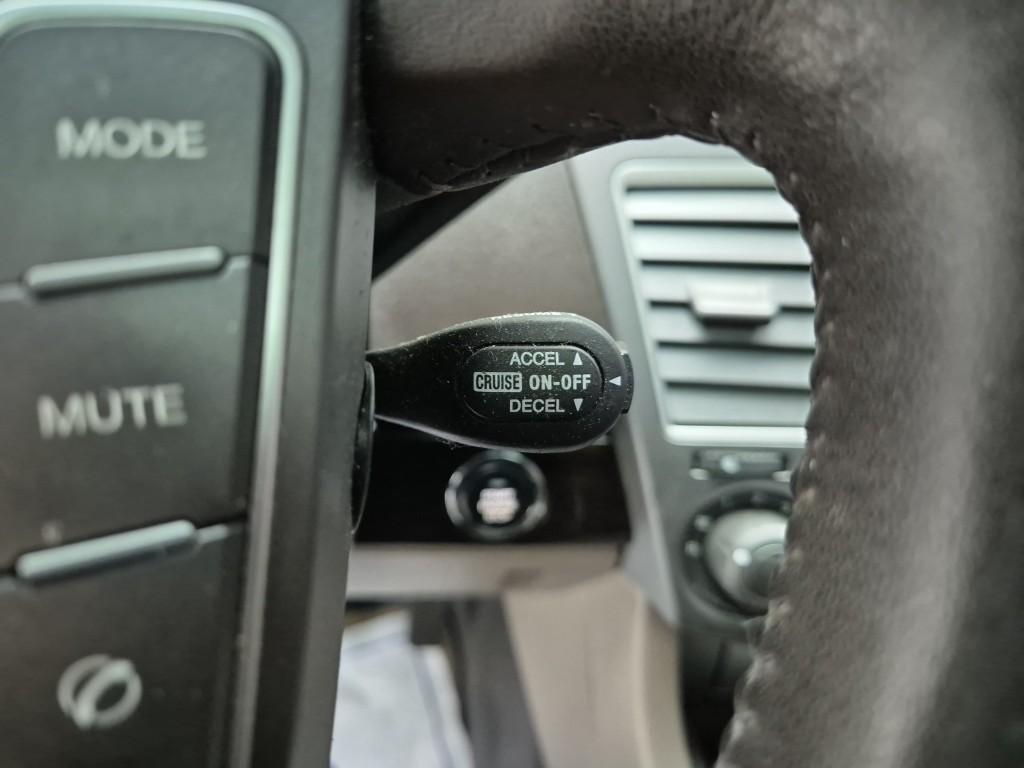 MODE
MUTE
ACCEL ▲
CRUISE ON-OFF ◄
DECEL ▼